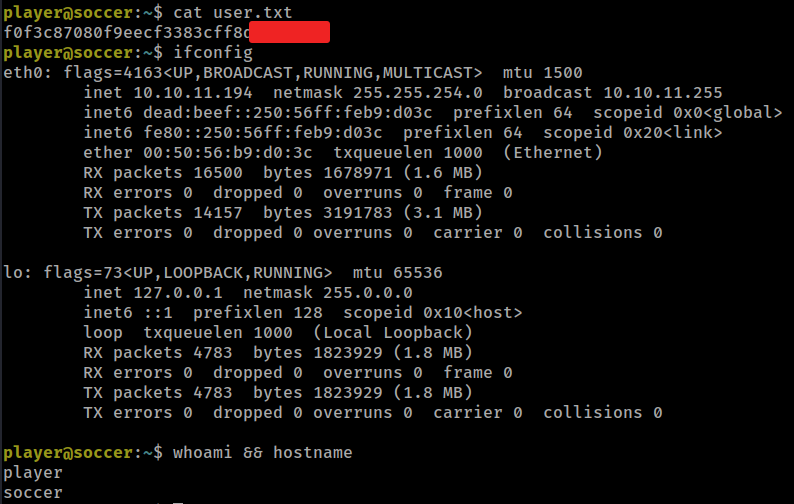 player@soccer:~$ cat user.txt
f0f3c87080f9eecf3383cff8d
player@soccer:~$ ifconfig
eth0: flags=4163<UP,BROADCAST,RUNNING,MULTICAST>  mtu 1500
        inet 10.10.11.194  netmask 255.255.254.0  broadcast 10.10.11.255
        inet6 dead:beef::250:56ff:feb9:d03c  prefixlen 64  scopeid 0x0<global>
        inet6 fe80::250:56ff:feb9:d03c  prefixlen 64  scopeid 0x20<link>
        ether 00:50:56:b9:d0:3c  txqueuelen 1000  (Ethernet)
        RX packets 16500  bytes 1678971 (1.6 MB)
        RX errors 0  dropped 0  overruns 0  frame 0
        TX packets 14157  bytes 3191783 (3.1 MB)
        TX errors 0  dropped 0 overruns 0  carrier 0  collisions 0

lo: flags=73<UP,LOOPBACK,RUNNING>  mtu 65536
        inet 127.0.0.1  netmask 255.0.0.0
        inet6 ::1  prefixlen 128  scopeid 0x10<host>
        loop  txqueuelen 1000  (Local Loopback)
        RX packets 4783  bytes 1823929 (1.8 MB)
        RX errors 0  dropped 0  overruns 0  frame 0
        TX packets 4783  bytes 1823929 (1.8 MB)
        TX errors 0  dropped 0 overruns 0  carrier 0  collisions 0

player@soccer:~$ whoami && hostname
player
soccer